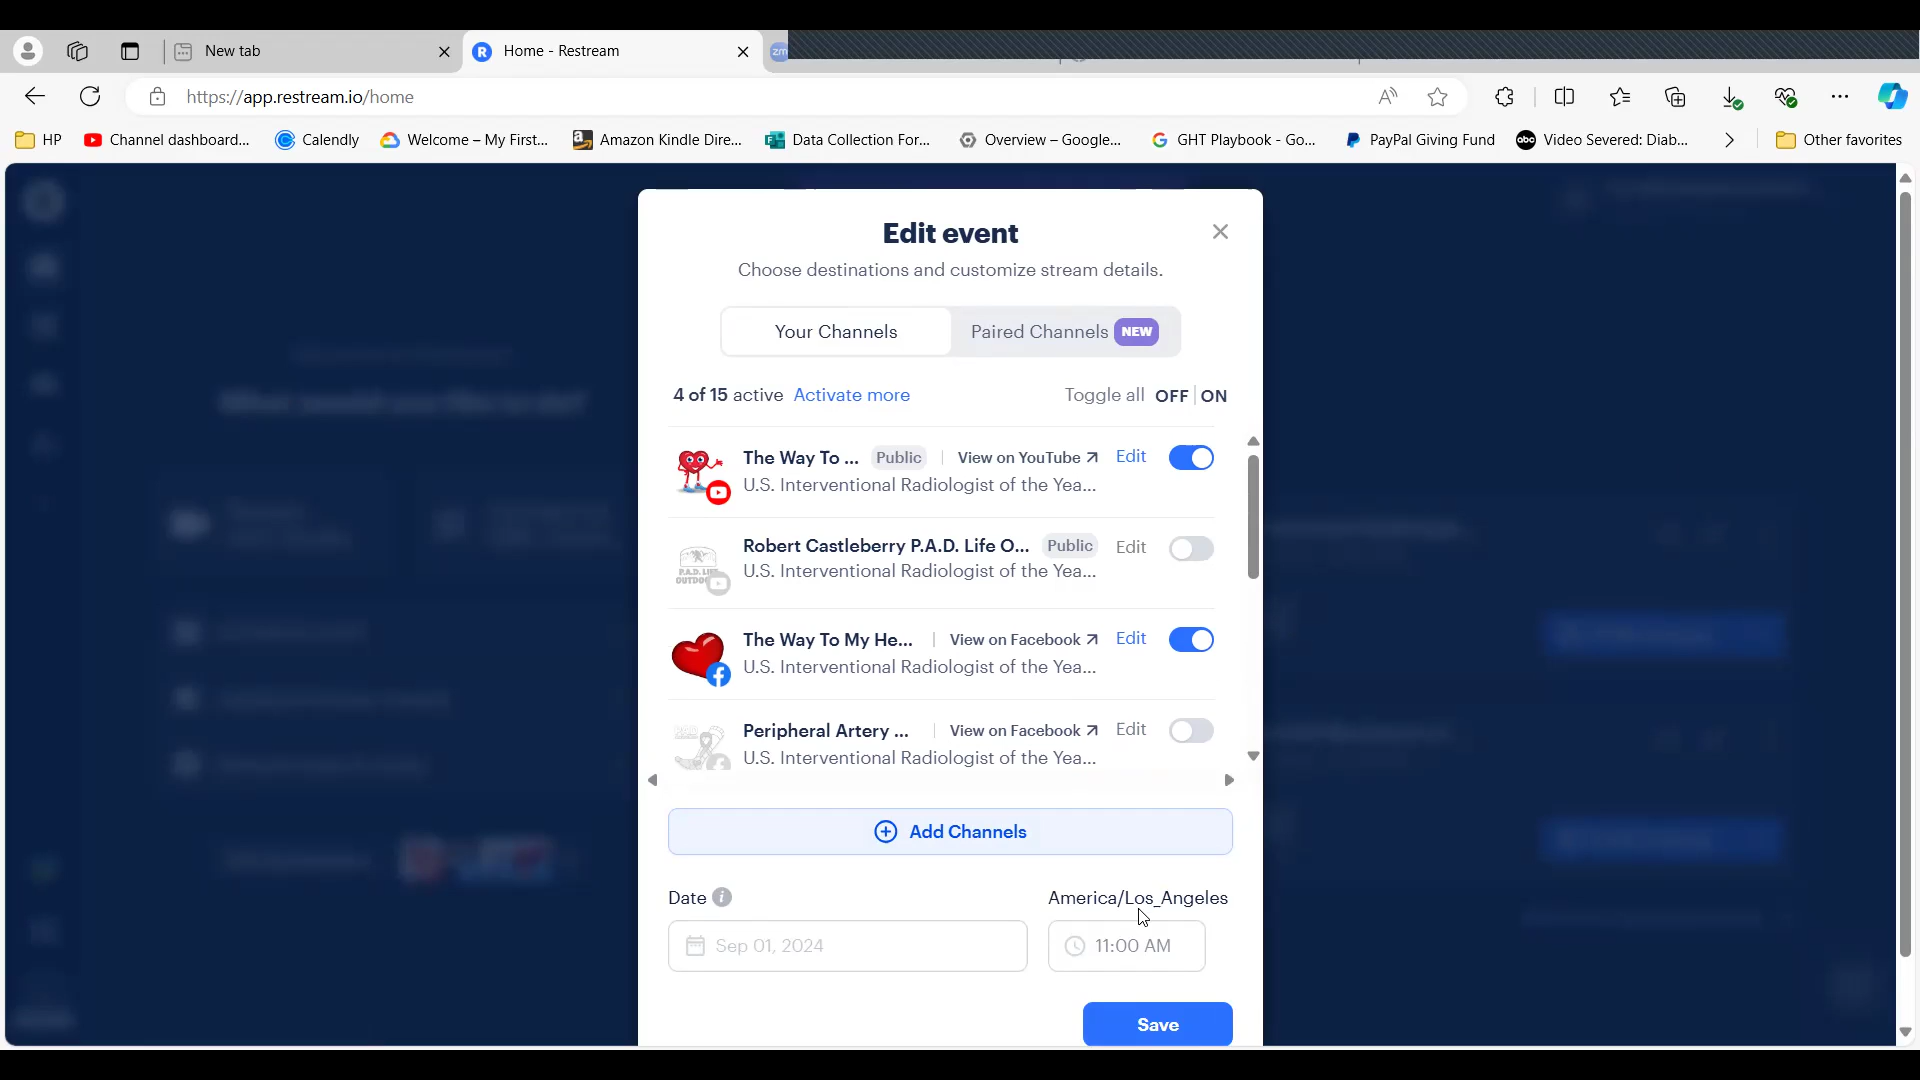 New tab
Home - Restream
zm
https://app.restream.io/home
HP
Channel dashboard...
Calendly
Welcome – My First...
Amazon Kindle Dire...
Data Collection For...
Overview – Google...
GHT Playbook - Go...
PayPal Giving Fund
Video Severed: Diab...
Other favorites
Edit event
Choose destinations and customize stream details.
Your Channels
Paired Channels NEW
4 of 15 active Activate more
Toggle all OFF ON
The Way To ... Public View on YouTube Edit
U.S. Interventional Radiologist of the Yea...
Robert Castleberry P.A.D. Life O... Public Edit
U.S. Interventional Radiologist of the Yea...
The Way To My He... View on Facebook Edit
U.S. Interventional Radiologist of the Yea...
Peripheral Artery ... View on Facebook Edit
U.S. Interventional Radiologist of the Yea...
Add Channels
Date
America/Los_Angeles
Sep 01, 2024
11:00 AM
Save